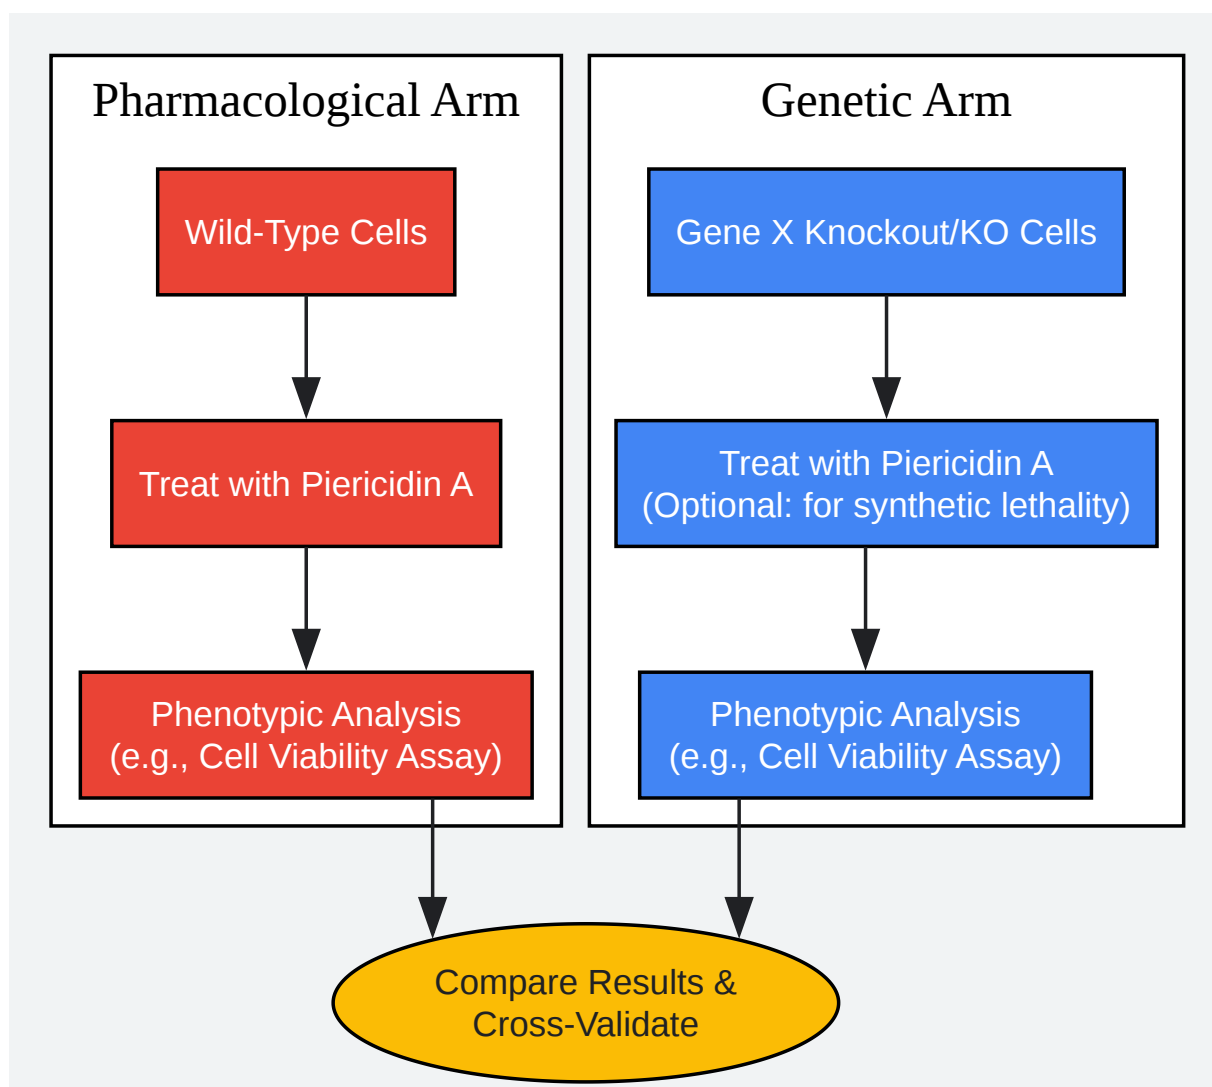 Pharmacological Arm
Wild-Type Cells
Treat with Piericidin A
Phenotypic Analysis
(e.g., Cell Viability Assay)
Genetic Arm
Gene X Knockout/KO Cells
Treat with Piericidin A
(Optional: for synthetic lethality)
Phenotypic Analysis
(e.g., Cell Viability Assay)
Compare Results &
Cross-Validate